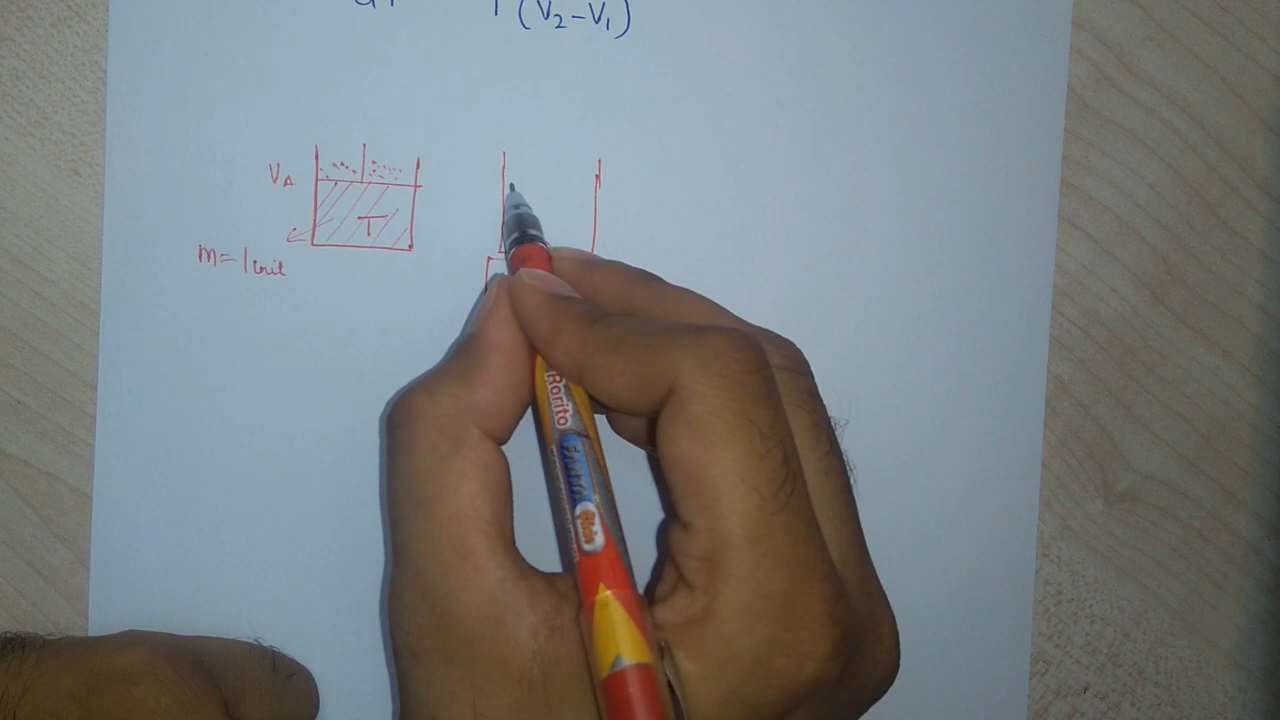 T(V₂-V₁)
VA
T
m=1 unit
Rorito